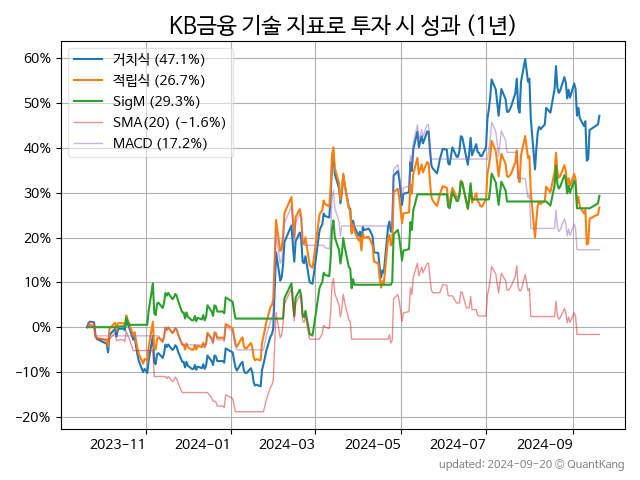 KB금융 기술 지표로 투자 시 성과 (1년)
거치식 (47.1%)
적립식 (26.7%)
SigM (29.3%)
SMA(20) (−1.6%)
MACD (17.2%)
60%
50%
40%
30%
20%
10%
0%
−10%
−20%
2023-11 2024-01 2024-03 2024-05 2024-07 2024-09
updated: 2024-09-20 © QuantKang